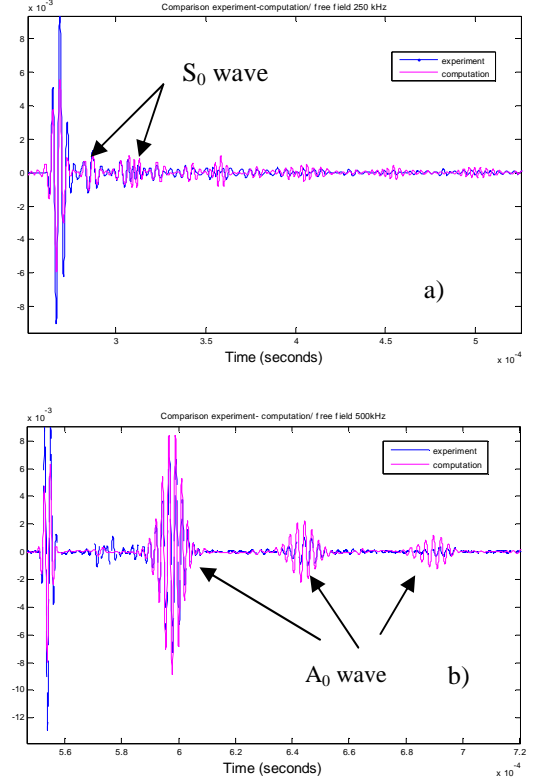 Comparison experiment-computation/ free field 250 kHz
x 10⁻³
experiment
computation
S₀ wave
8
6
4
2
0
-2
-4
-6
-8
a)
3 3.5 4 4.5 5
Time (seconds)
x 10⁻⁴
Comparison experiment- computation/ free field 500kHz
x 10⁻³
experiment
computation
8
6
4
2
0
-2
-4
-6
-8
-10
-12
A₀ wave
b)
5.6 5.8 6 6.2 6.4 6.6 6.8 7 7.2
Time (seconds)
x 10⁻⁴